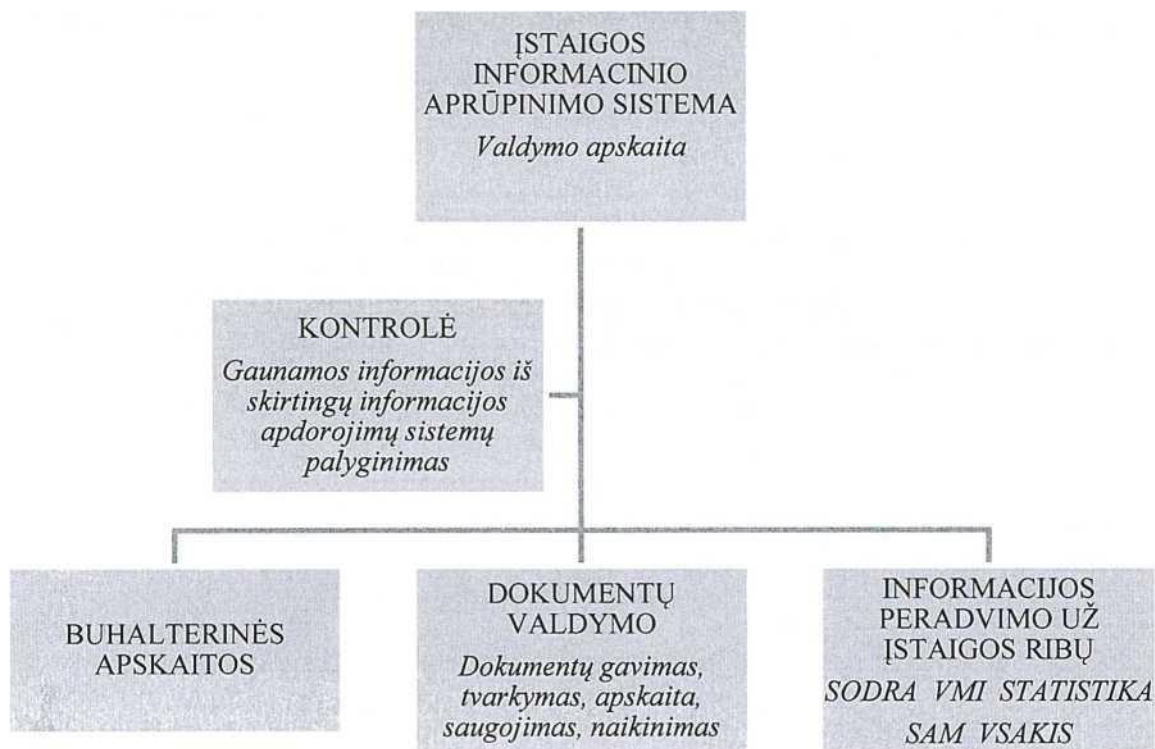 ĮSTAIGOS
INFORMACINIO
APRŪPINIMO SISTEMA
Valdymo apskaita
KONTROLĖ
Gaunamos informacijos iš
skirtingų informacijos
apdorojimų sistemų
palyginimas
BUHALTERINĖS
APSKAITOS
DOKUMENTŲ
VALDYMO
Dokumentų gavimas,
tvarkymas, apskaita,
saugojimas, naikinimas
INFORMACIJOS
PERADVIMO UŽ
ĮSTAIGOS RIBŲ
SODRA VMI STATISTIKA
SAM VSAKIS